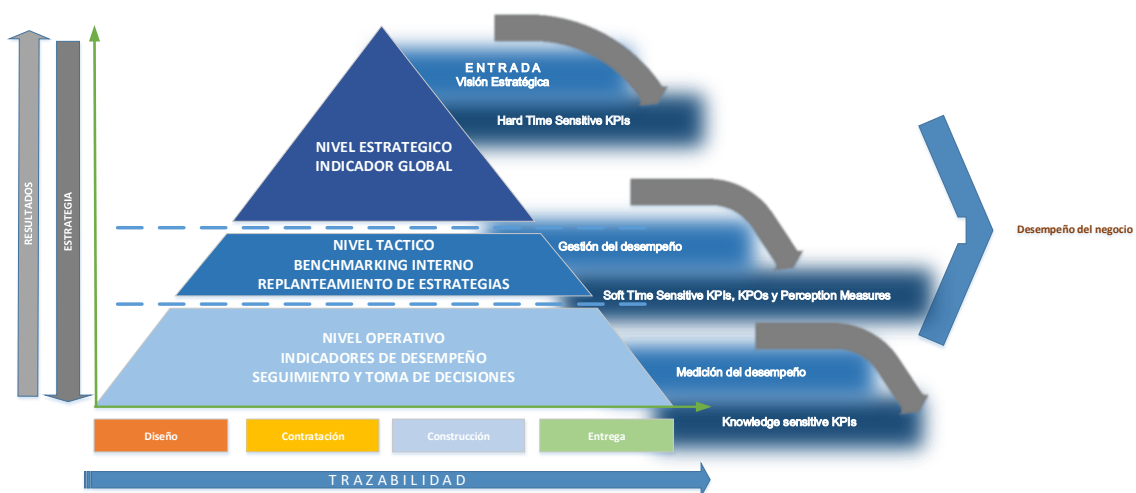 RESULTADOS
ESTRATEGIA
ENTRADA
Visión Estratégica
Hard Time Sensitive KPIs
NIVEL ESTRATEGICO
INDICADOR GLOBAL
NIVEL TACTICO
BENCHMARKING INTERNO
REPLANTEAMIENTO DE ESTRATEGIAS
Gestión del desempeño
Soft Time Sensitive KPIs, KPOs y Perception Measures
NIVEL OPERATIVO
INDICADORES DE DESEMPEÑO
SEGUIMIENTO Y TOMA DE DECISIONES
Medición del desempeño
Knowledge sensitive KPIs
Desempeño del negocio
Diseño
Contratación
Construcción
Entrega
TRAZABILIDAD